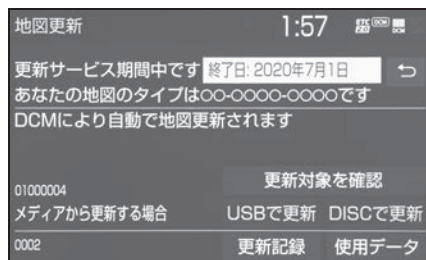 地図更新 1:57 ETC DCM
更新サービス期間中です 終了日: 2020年7月1日
あなたの地図のタイプは○○-○○○○-○○○○です
DCMにより自動で地図更新されます
更新対象を確認
01000004
メディアから更新する場合 USBで更新 DISCで更新
0002 更新記録 使用データ